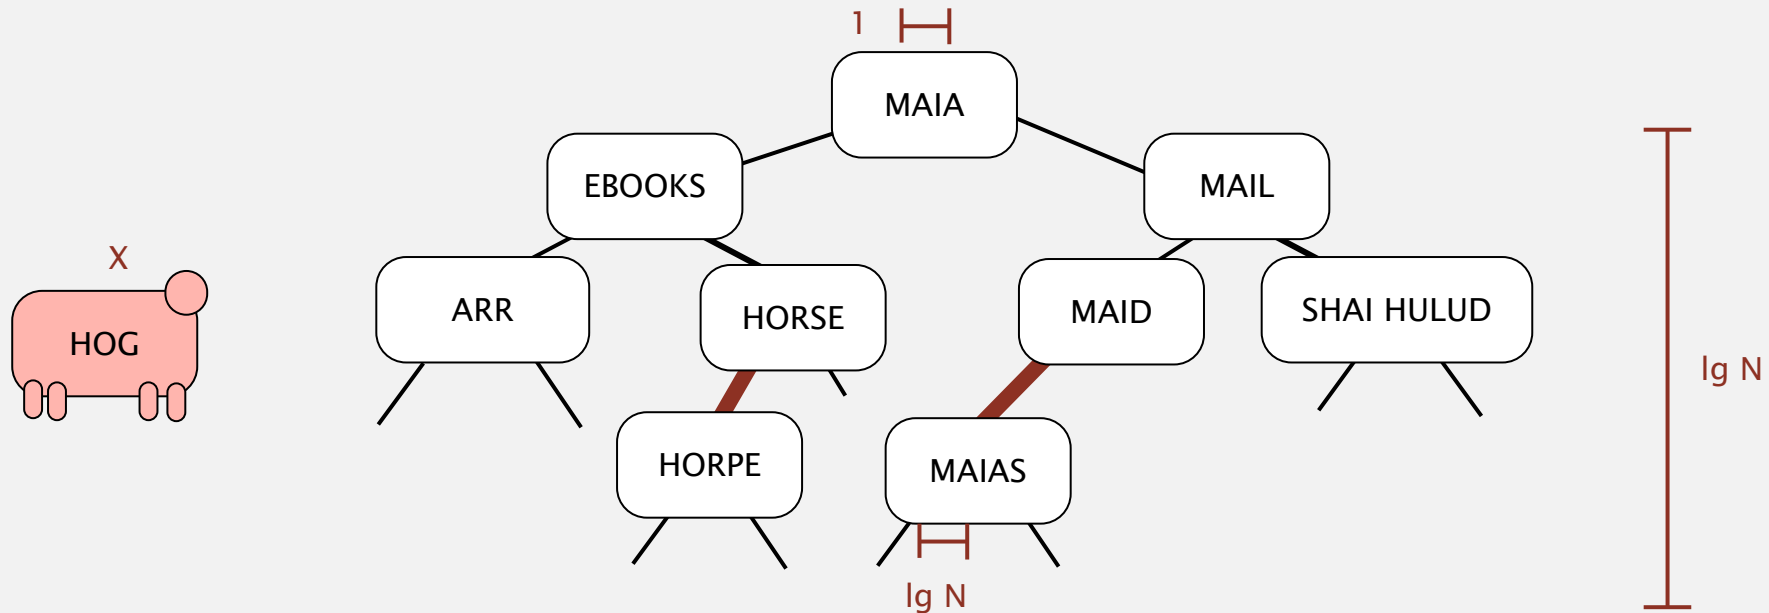 1
MAIA
EBOOKS
MAIL
X
HOG
ARR
HORSE
MAID
SHAI HULUD
lg N
HORPE
MAIAS
lg N